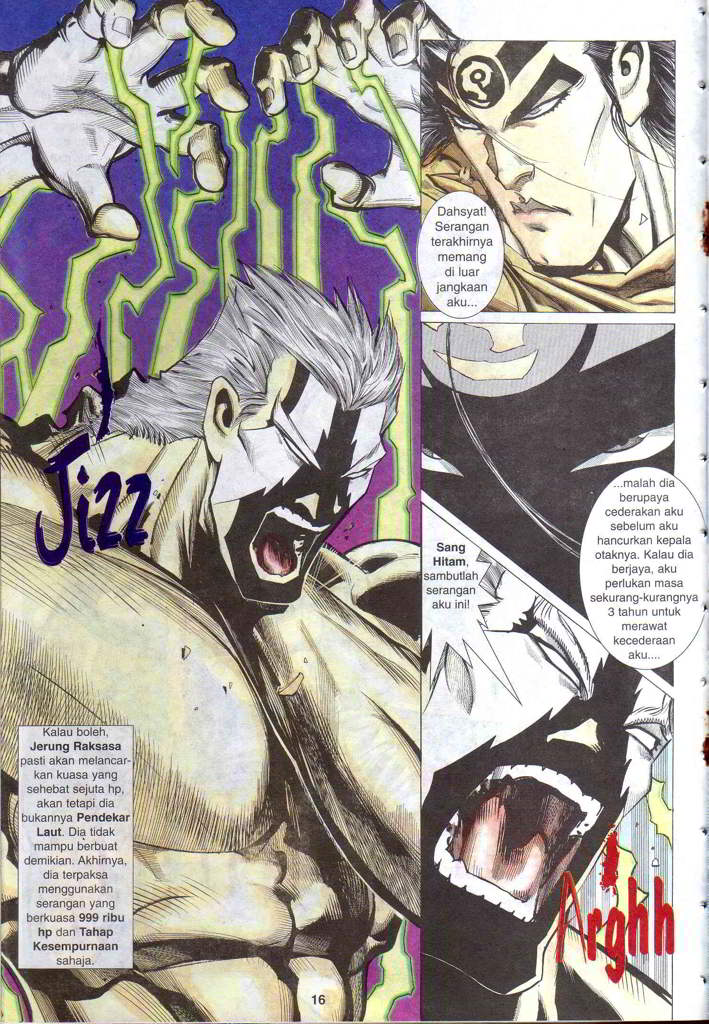 Dahsyat!
Serangan
terakhirnya
memang
di luar
jangkaan
aku...
...malah dia
berupaya
cederakan aku
sebelum aku
hancurkan kepala
otaknya. Kalau dia
berjaya, aku
perlukan masa
sekurang-kurangnya
3 tahun untuk
merawat
kecederaan
aku....
Sang
Hitam,
sambutlah
serangan
aku ini!
Jizz
Arghh
Kalau boleh,
Jerung Raksasa
pasti akan melancar-
kan kuasa yang
sehebat sejuta hp,
akan tetapi dia
bukannya Pendekar
Laut. Dia tidak
mampu berbuat
demikian. Akhirnya,
dia terpaksa
menggunakan
serangan yang
berkuasa 999 ribu
hp dan Tahap
Kesempurnaan
sahaja.
16